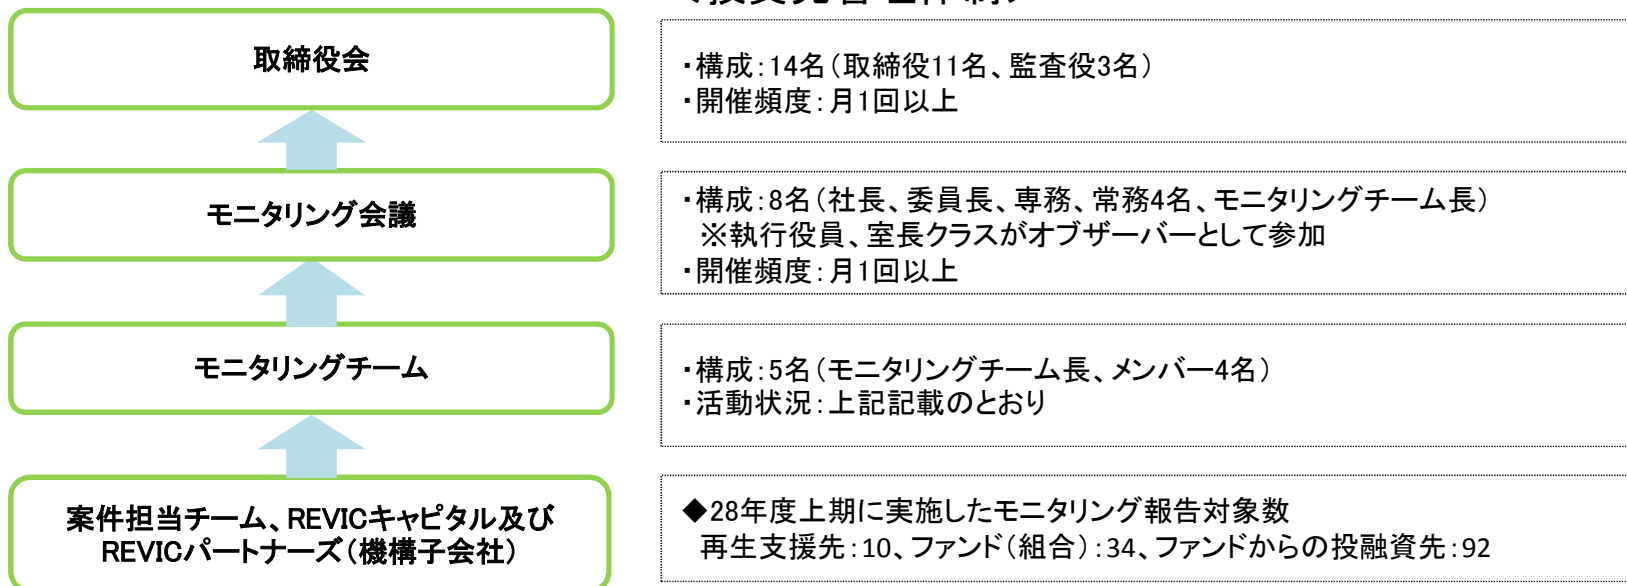 取締役会
・構成：14名（取締役11名、監査役3名）
・開催頻度：月1回以上
モニタリング会議
・構成：8名（社長、委員長、専務、常務4名、モニタリングチーム長）
※執行役員、室長クラスがオブザーバーとして参加
・開催頻度：月1回以上
モニタリングチーム
・構成：5名（モニタリングチーム長、メンバー4名）
・活動状況：上記記載のとおり
案件担当チーム、REVICキャピタル及び
REVICパートナーズ（機構子会社）
◆28年度上期に実施したモニタリング報告対象数
再生支援先：10、ファンド（組合）：34、ファンドからの投融資先：92